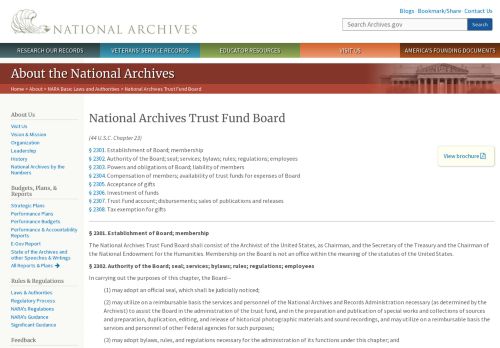 NATIONAL ARCHIVES
Blogs · Bookmark/Share · Contact Us
Search Archives.gov
Search
RESEARCH OUR RECORDS
VETERANS' SERVICE RECORDS
EDUCATOR RESOURCES
VISIT US
AMERICA'S FOUNDING DOCUMENTS
About the National Archives
Home > About > NARA Basic Laws and Authorities > National Archives Trust Fund Board
About Us
Visit Us
Vision & Mission
Organization
Leadership
History
National Archives by the
Numbers
Budgets, Plans, &
Reports
Strategic Plans
Performance Plans
Performance Budgets
Performance & Accountability
Reports
E-Gov Report
State of the Archives and
other Speeches & Writings
All Reports & Plans
Rules & Regulations
Laws & Authorities
Regulatory Process
NARA's Regulations
NARA's Guidance
Significant Guidance
Feedback
National Archives Trust Fund Board
(44 U.S.C. Chapter 23)
§ 2301. Establishment of Board; membership
§ 2302. Authority of the Board; seal; services; bylaws; rules; regulations; employees
§ 2303. Powers and obligations of Board; liability of members
§ 2304. Compensation of members; availability of trust funds for expenses of Board
§ 2305. Acceptance of gifts
§ 2306. Investment of funds
§ 2307. Trust Fund account; disbursements; sales of publications and releases
§ 2308. Tax exemption for gifts
View brochure
§ 2301. Establishment of Board; membership
The National Archives Trust Fund Board shall consist of the Archivist of the United States, as Chairman, and the Secretary of the Treasury and the Chairman of
the National Endowment for the Humanities. Membership on the Board is not an office within the meaning of the statutes of the United States.
§ 2302. Authority of the Board; seal; services; bylaws; rules; regulations; employees
In carrying out the purposes of this chapter, the Board--
(1) may adopt an official seal, which shall be judicially noticed;
(2) may utilize on a reimbursable basis the services and personnel of the National Archives and Records Administration necessary (as determined by the
Archivist) to assist the Board in the administration of the trust fund, and in the preparation and publication of special works and collections of sources
and preparation, duplication, editing, and release of historical photographic materials and sound recordings, and may utilize on a reimbursable basis the
services and personnel of other Federal agencies for such purposes;
(3) may adopt bylaws, rules, and regulations necessary for the administration of its functions under this chapter; and